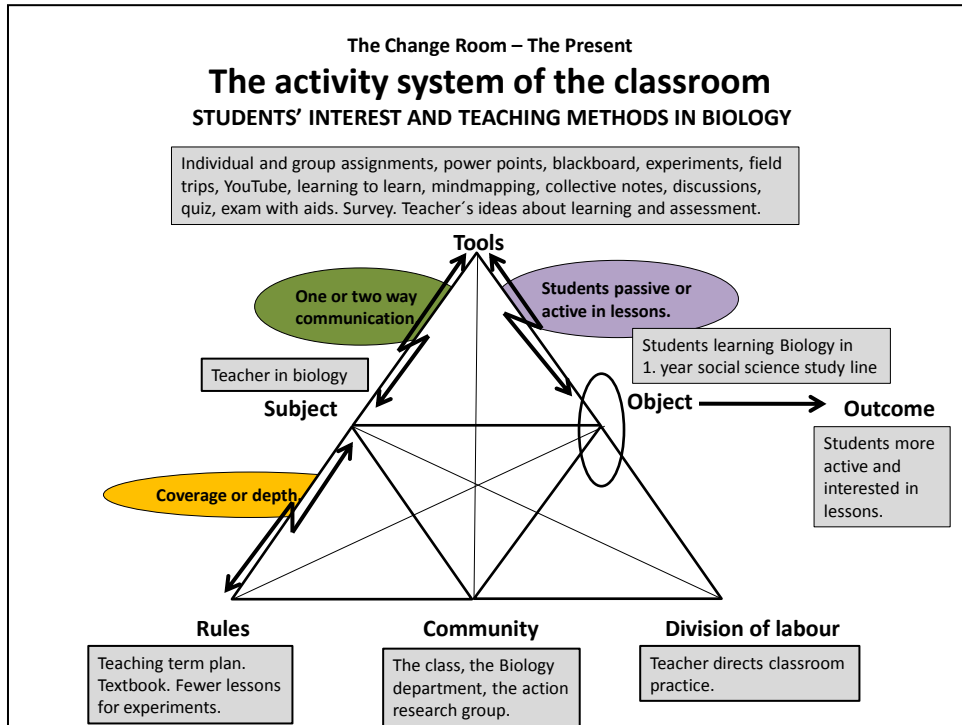 The Change Room – The Present
The activity system of the classroom
STUDENTS’ INTEREST AND TEACHING METHODS IN BIOLOGY
Individual and group assignments, power points, blackboard, experiments, field
trips, YouTube, learning to learn, mindmapping, collective notes, discussions,
quiz, exam with aids. Survey. Teacher´s ideas about learning and assessment.
Tools
One or two way
communication.
Students passive or
active in lessons.
Teacher in biology
Subject
Students learning Biology in
1. year social science study line
Object
Outcome
Students more
active and
interested in
lessons.
Coverage or depth.
Rules
Teaching term plan.
Textbook. Fewer lessons
for experiments.
Community
The class, the Biology
department, the action
research group.
Division of labour
Teacher directs classroom
practice.